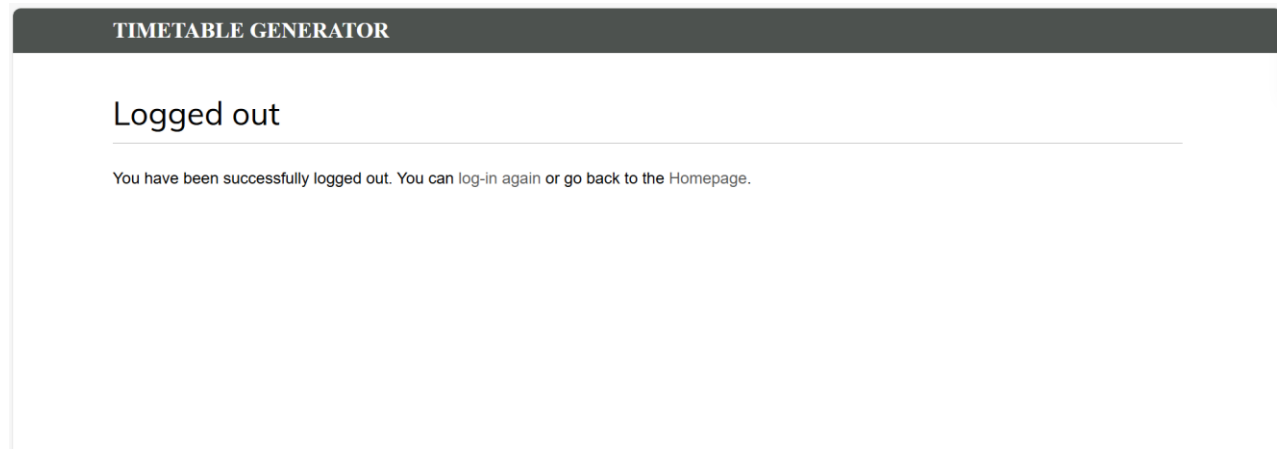 TIMETABLE GENERATOR
Logged out
You have been successfully logged out. You can log-in again or go back to the Homepage.